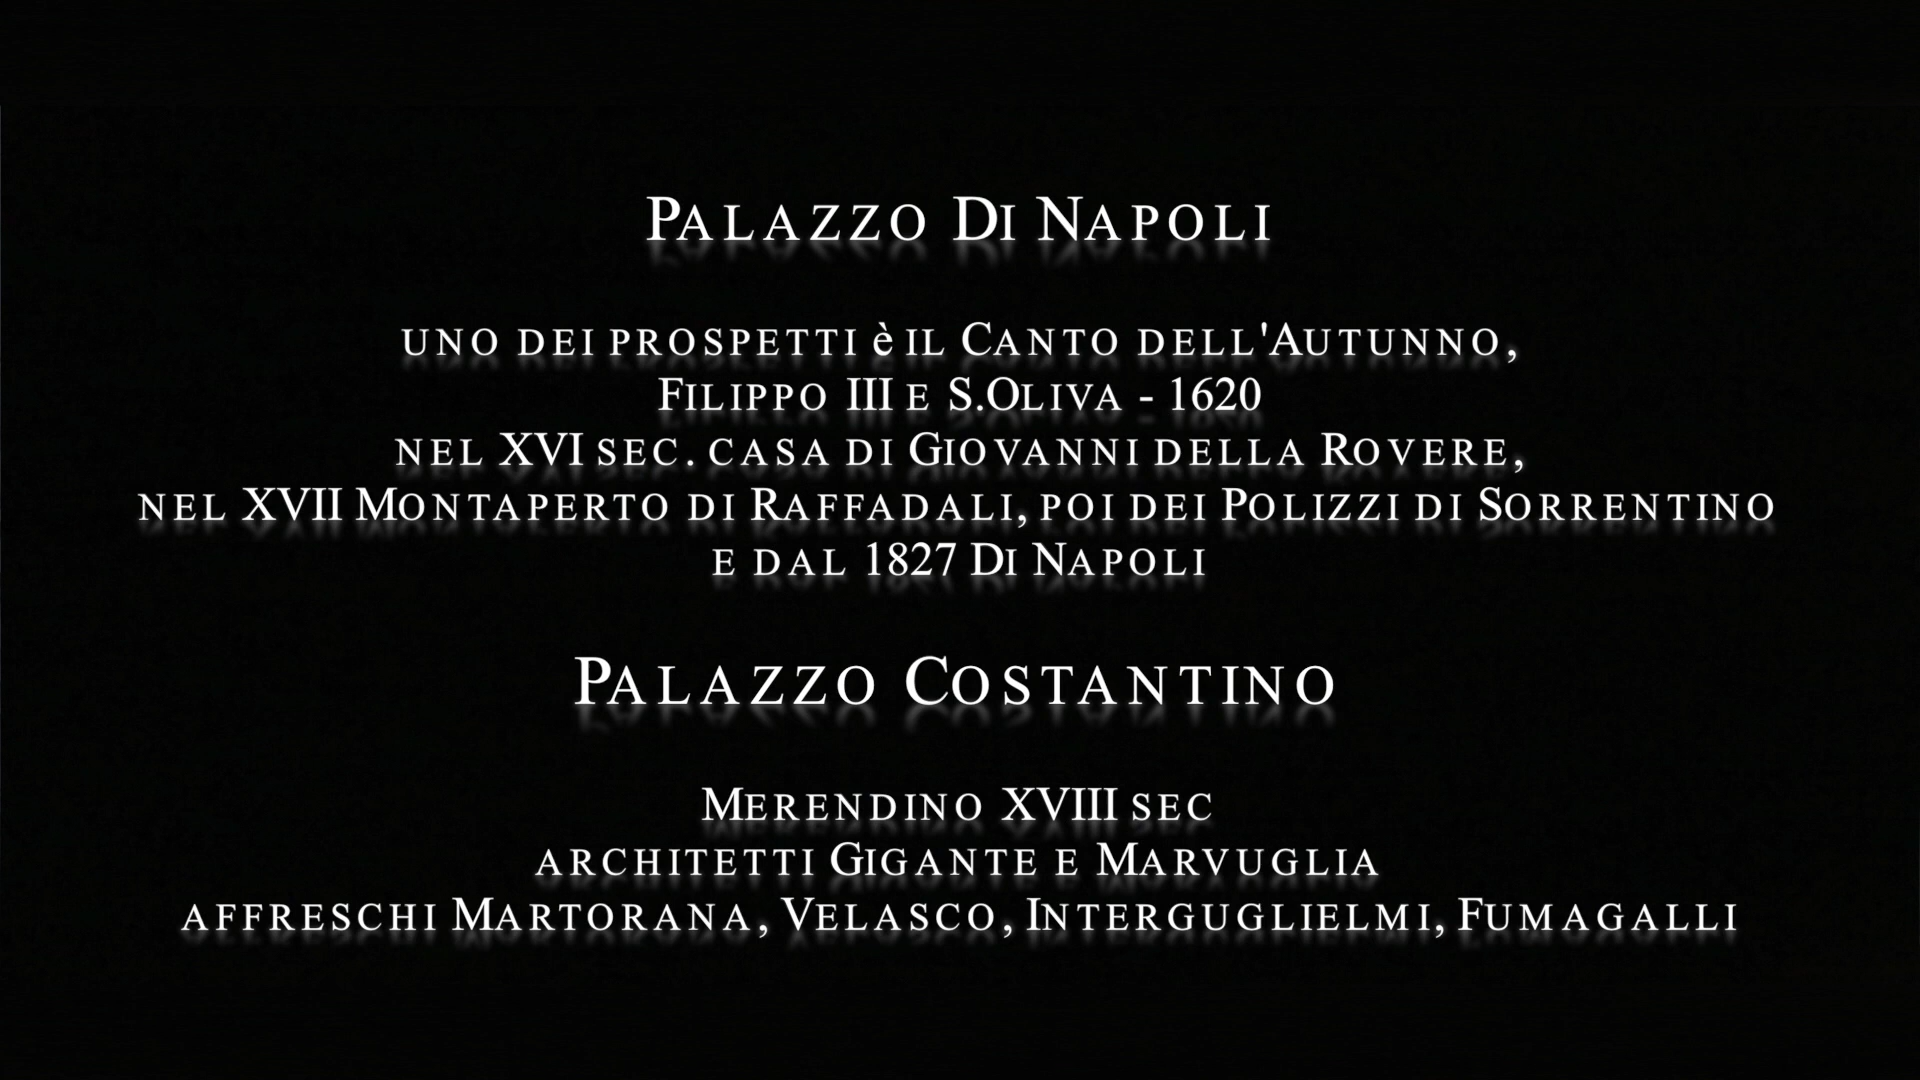 Palazzo Di Napoli
uno dei prospetti è il Canto dell'Autunno,
Filippo III e S.Oliva - 1620
nel XVI sec. casa di Giovanni della Rovere,
nel XVII Montaperto di Raffadali, poi dei Polizzi di Sorrentino
e dal 1827 Di Napoli
Palazzo Costantino
Merendino XVIII sec
architetti Gigante e Marvuglia
affreschi Martorana, Velasco, Interguglielmi, Fumagalli